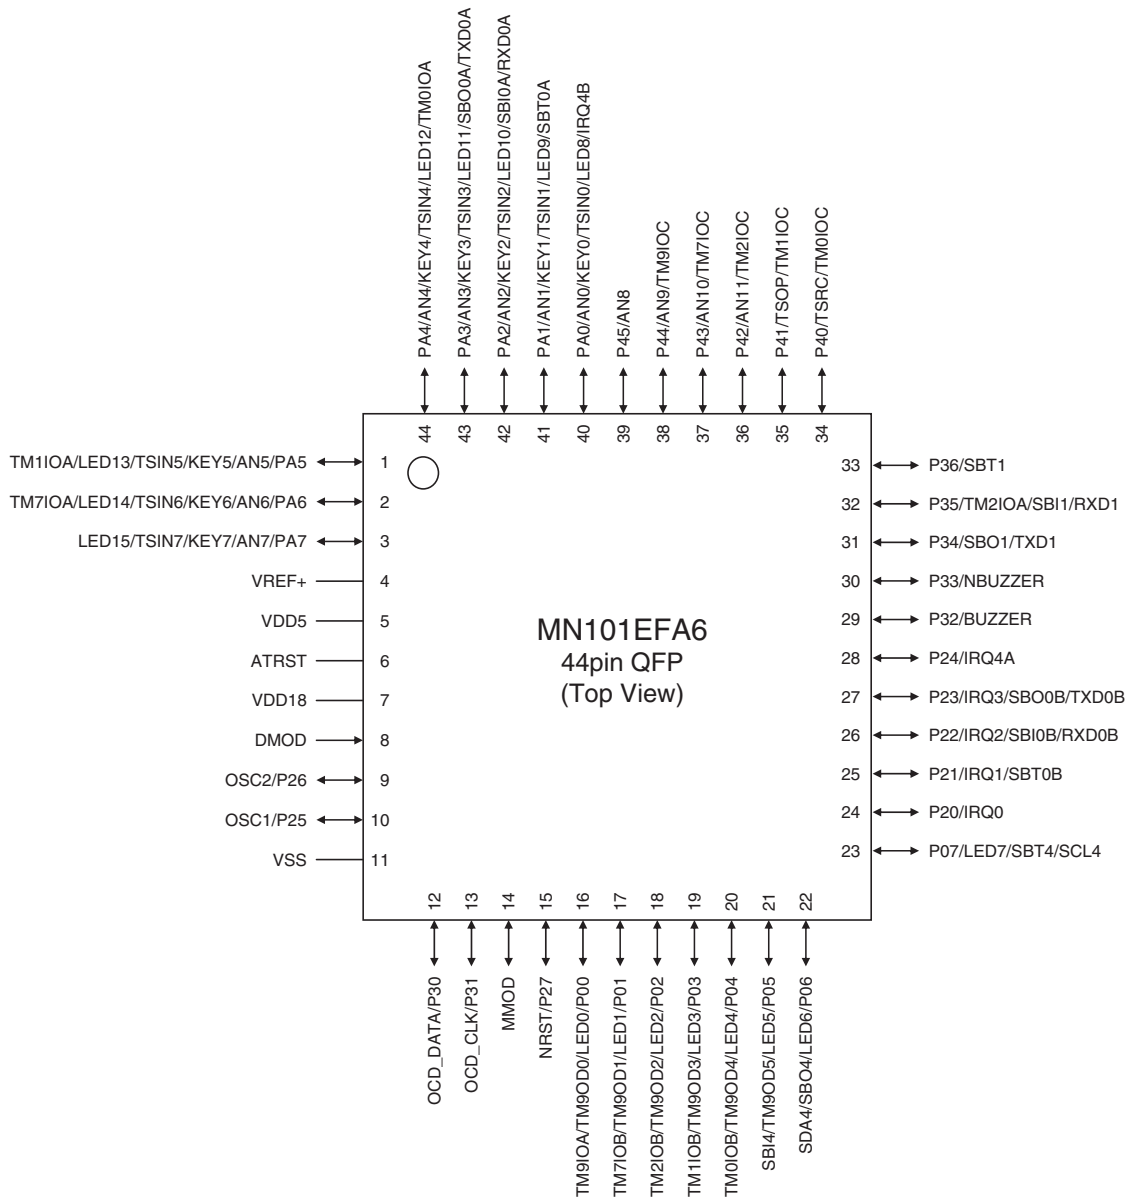 PA4/AN4/KEY4/TSIN4/LED12/TM0IOA
PA3/AN3/KEY3/TSIN3/LED11/SBO0A/TXD0A
PA2/AN2/KEY2/TSIN2/LED10/SBI0A/RXD0A
PA1/AN1/KEY1/TSIN1/LED9/SBT0A
PA0/AN0/KEY0/TSIN0/LED8/IRQ4B
P45/AN8
P44/AN9/TM9IOC
P43/AN10/TM7IOC
P42/AN11/TM2IOC
P41/TSOP/TM1IOC
P40/TSRC/TM0IOC
44
43
42
41
40
39
38
37
36
35
34
TM1IOA/LED13/TSIN5/KEY5/AN5/PA5 1
TM7IOA/LED14/TSIN6/KEY6/AN6/PA6 2
LED15/TSIN7/KEY7/AN7/PA7 3
VREF+ 4
VDD5 5
ATRST 6
VDD18 7
DMOD 8
OSC2/P26 9
OSC1/P25 10
VSS 11
MN101EFA6
44pin QFP
(Top View)
33 P36/SBT1
32 P35/TM2IOA/SBI1/RXD1
31 P34/SBO1/TXD1
30 P33/NBUZZER
29 P32/BUZZER
28 P24/IRQ4A
27 P23/IRQ3/SBO0B/TXD0B
26 P22/IRQ2/SBI0B/RXD0B
25 P21/IRQ1/SBT0B
24 P20/IRQ0
23 P07/LED7/SBT4/SCL4
12
13
14
15
16
17
18
19
20
21
22
OCD_DATA/P30
OCD_CLK/P31
MMOD
NRST/P27
TM9IOA/TM9OD0/LED0/P00
TM7IOB/TM9OD1/LED1/P01
TM2IOB/TM9OD2/LED2/P02
TM1IOB/TM9OD3/LED3/P03
TM0IOB/TM9OD4/LED4/P04
SBI4/TM9OD5/LED5/P05
SDA4/SBO4/LED6/P06